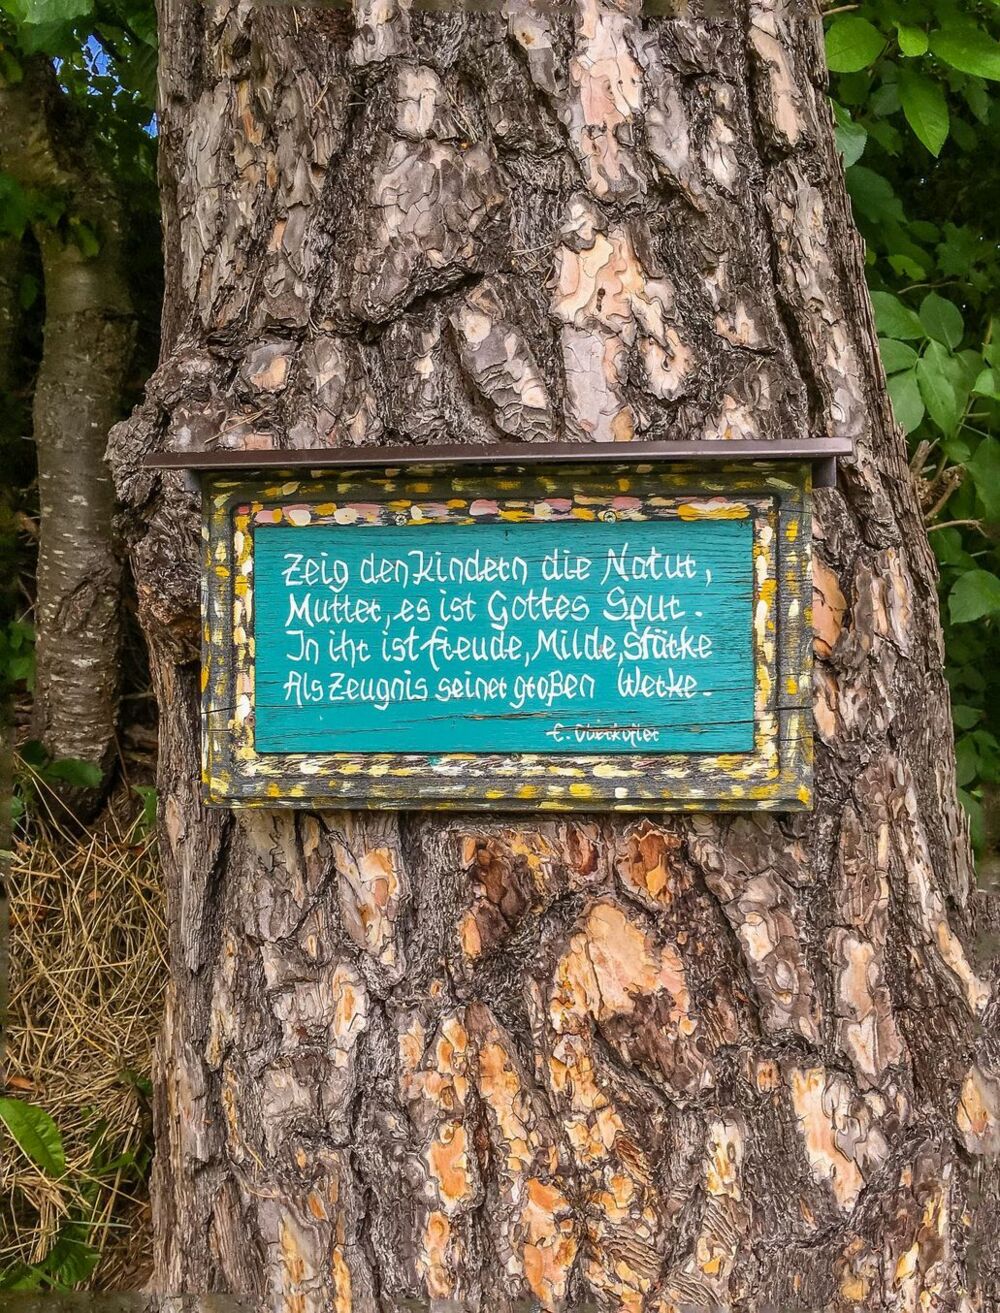 Zeig den Kindern die Natur,
Mutter, es ist Gottes Spur.
In ihr ist Freude, Milde, Stärke
Als Zeugnis seiner großen Werke.
E. Oberkofler